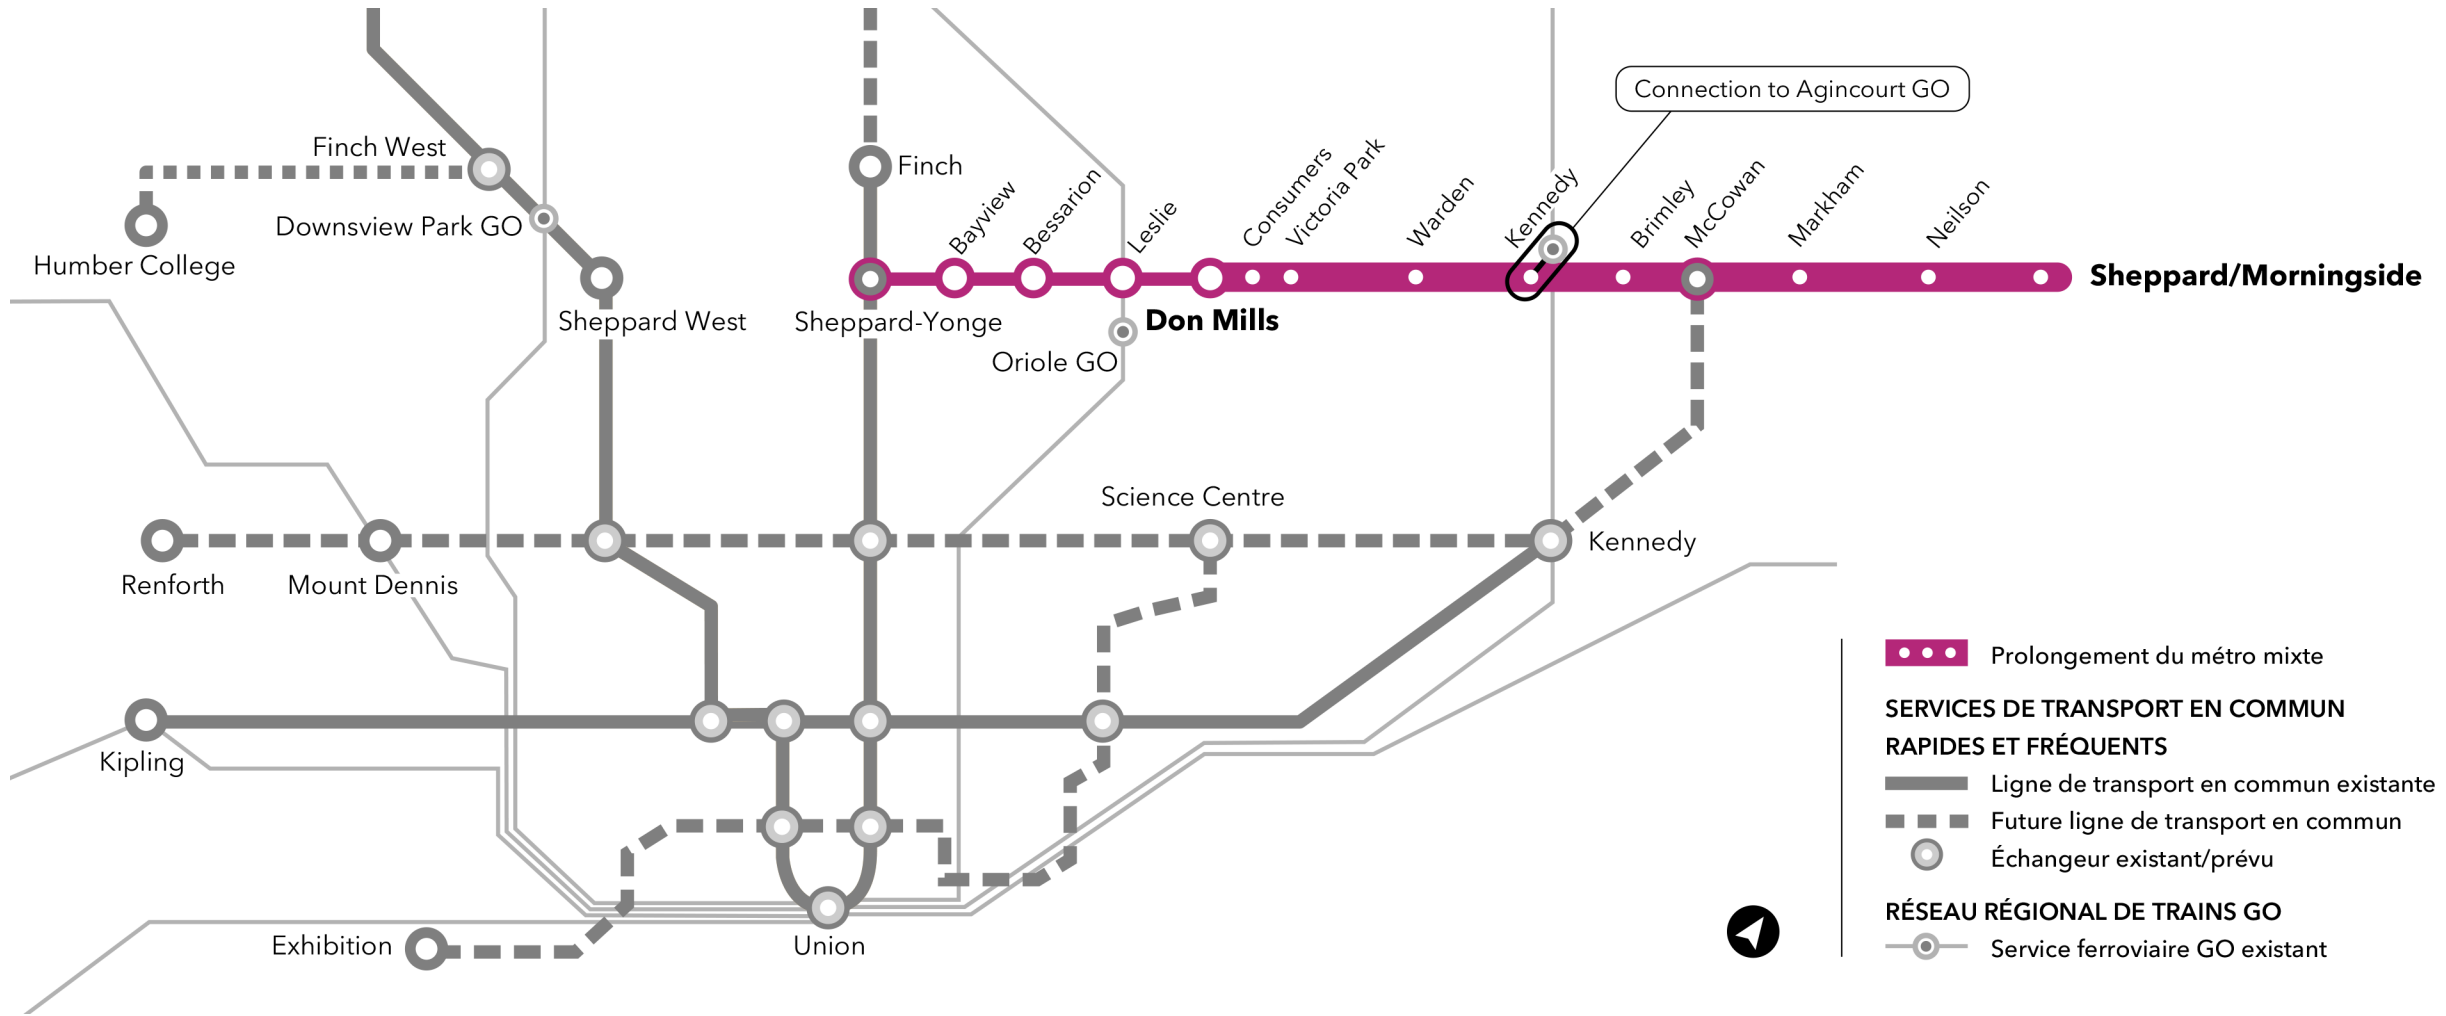 Connection to Agincourt GO
Finch West
Finch
Humber College
Downsview Park GO
Sheppard West
Sheppard-Yonge
Bayview
Bessarion
Leslie
Consumers
Victoria Park
Warden
Kennedy
Brimley
McCowan
Markham
Neilson
Sheppard/Morningside
Don Mills
Oriole GO
Science Centre
Kennedy
Renforth
Mount Dennis
Kipling
Exhibition
Union
Prolongement du métro mixte
SERVICES DE TRANSPORT EN COMMUN
RAPIDES ET FRÉQUENTS
Ligne de transport en commun existante
Future ligne de transport en commun
Échangeur existant/prévu
RÉSEAU RÉGIONAL DE TRAINS GO
Service ferroviaire GO existant